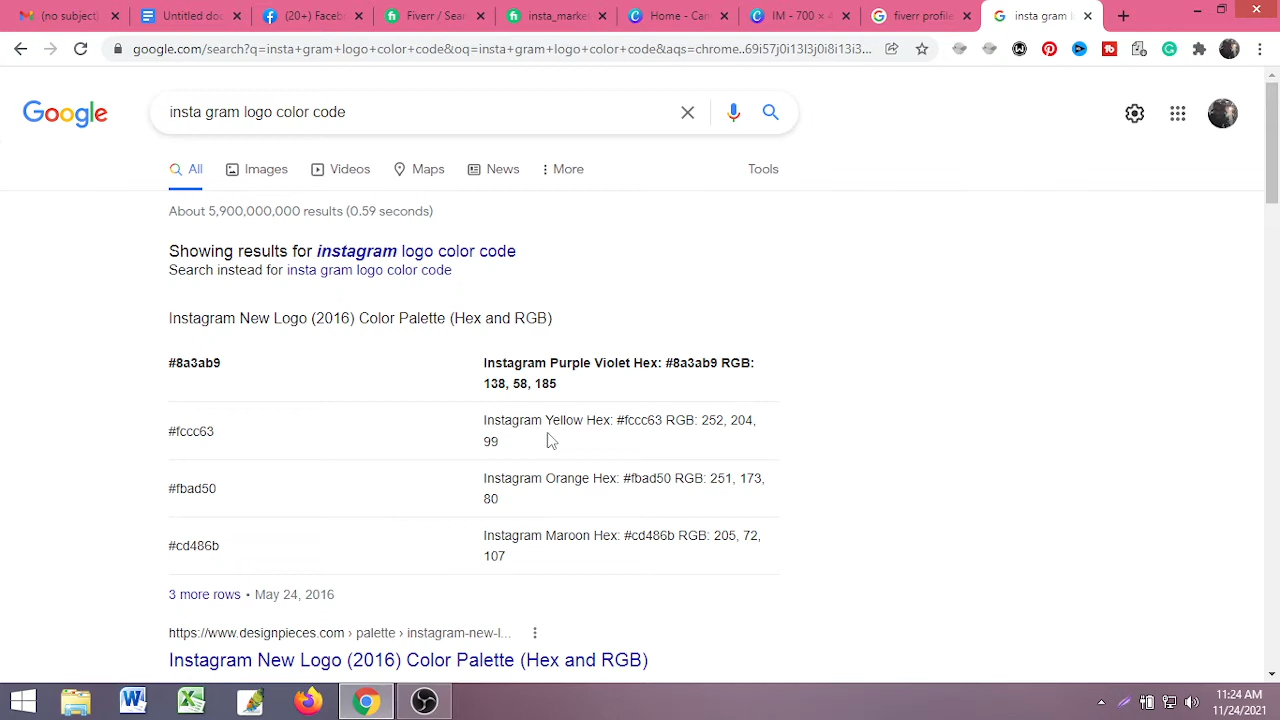 (no subject)
Untitled doc
(20+) Faceb
Fiverr / Sear
insta_marke
Home - Can
IM - 700 × 4
fiverr profile
insta gram l
google.com/search?q=insta+gram+logo+color+code&oq=insta+gram+logo+color+code&aqs=chrome..69i57j0i13l3j0i8i13i3...
Google
insta gram logo color code
All
Images
Videos
Maps
News
More
Tools
About 5,900,000,000 results (0.59 seconds)
Showing results for instagram logo color code
Search instead for insta gram logo color code
Instagram New Logo (2016) Color Palette (Hex and RGB)
#8a3ab9
Instagram Purple Violet Hex: #8a3ab9 RGB:
138, 58, 185
#fccc63
Instagram Yellow Hex: #fccc63 RGB: 252, 204,
99
#fbad50
Instagram Orange Hex: #fbad50 RGB: 251, 173,
80
#cd486b
Instagram Maroon Hex: #cd486b RGB: 205, 72,
107
3 more rows • May 24, 2016
https://www.designpieces.com › palette › instagram-new-l...
Instagram New Logo (2016) Color Palette (Hex and RGB)
11:24 AM
11/24/2021